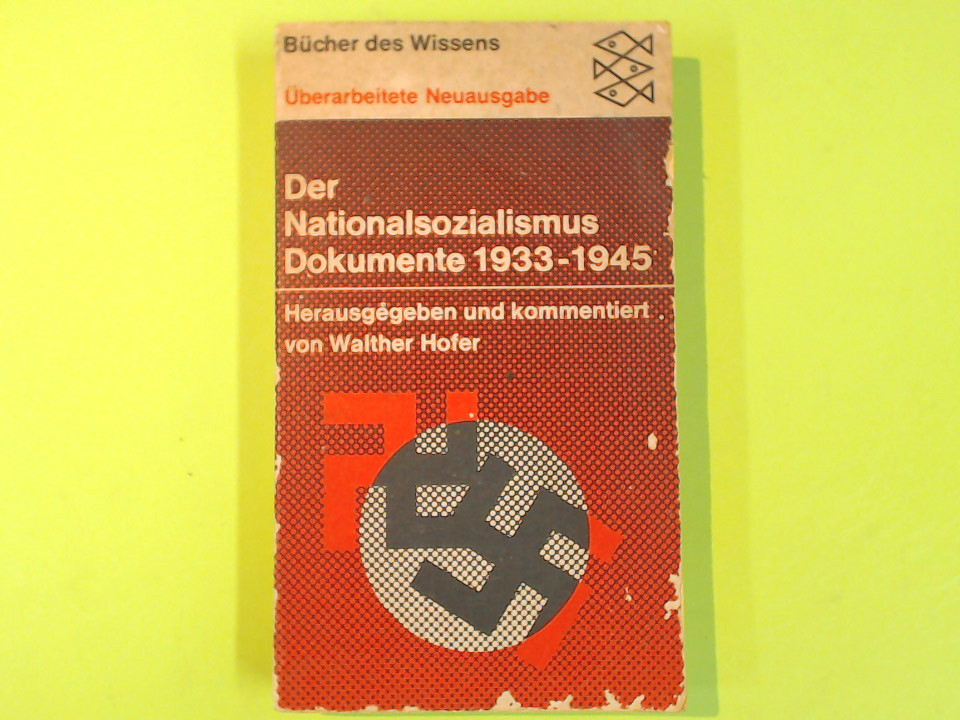 Bücher des Wissens
Überarbeitete Neuausgabe
Der
Nationalsozialismus
Dokumente 1933-1945
Herausgegeben und kommentiert
von Walther Hofer